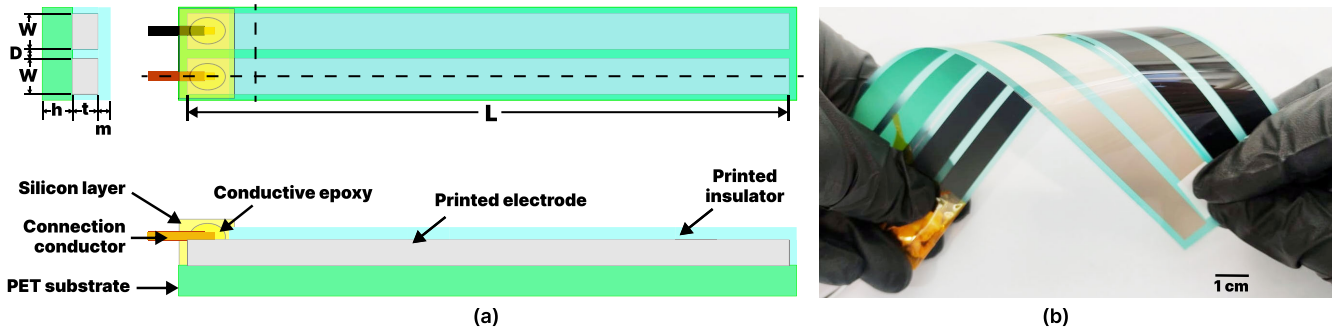 W
D
W
h
t
m
L
Silicon layer
Conductive epoxy
Printed electrode
Printed
insulator
Connection
conductor
PET substrate
1 cm
(a)
(b)